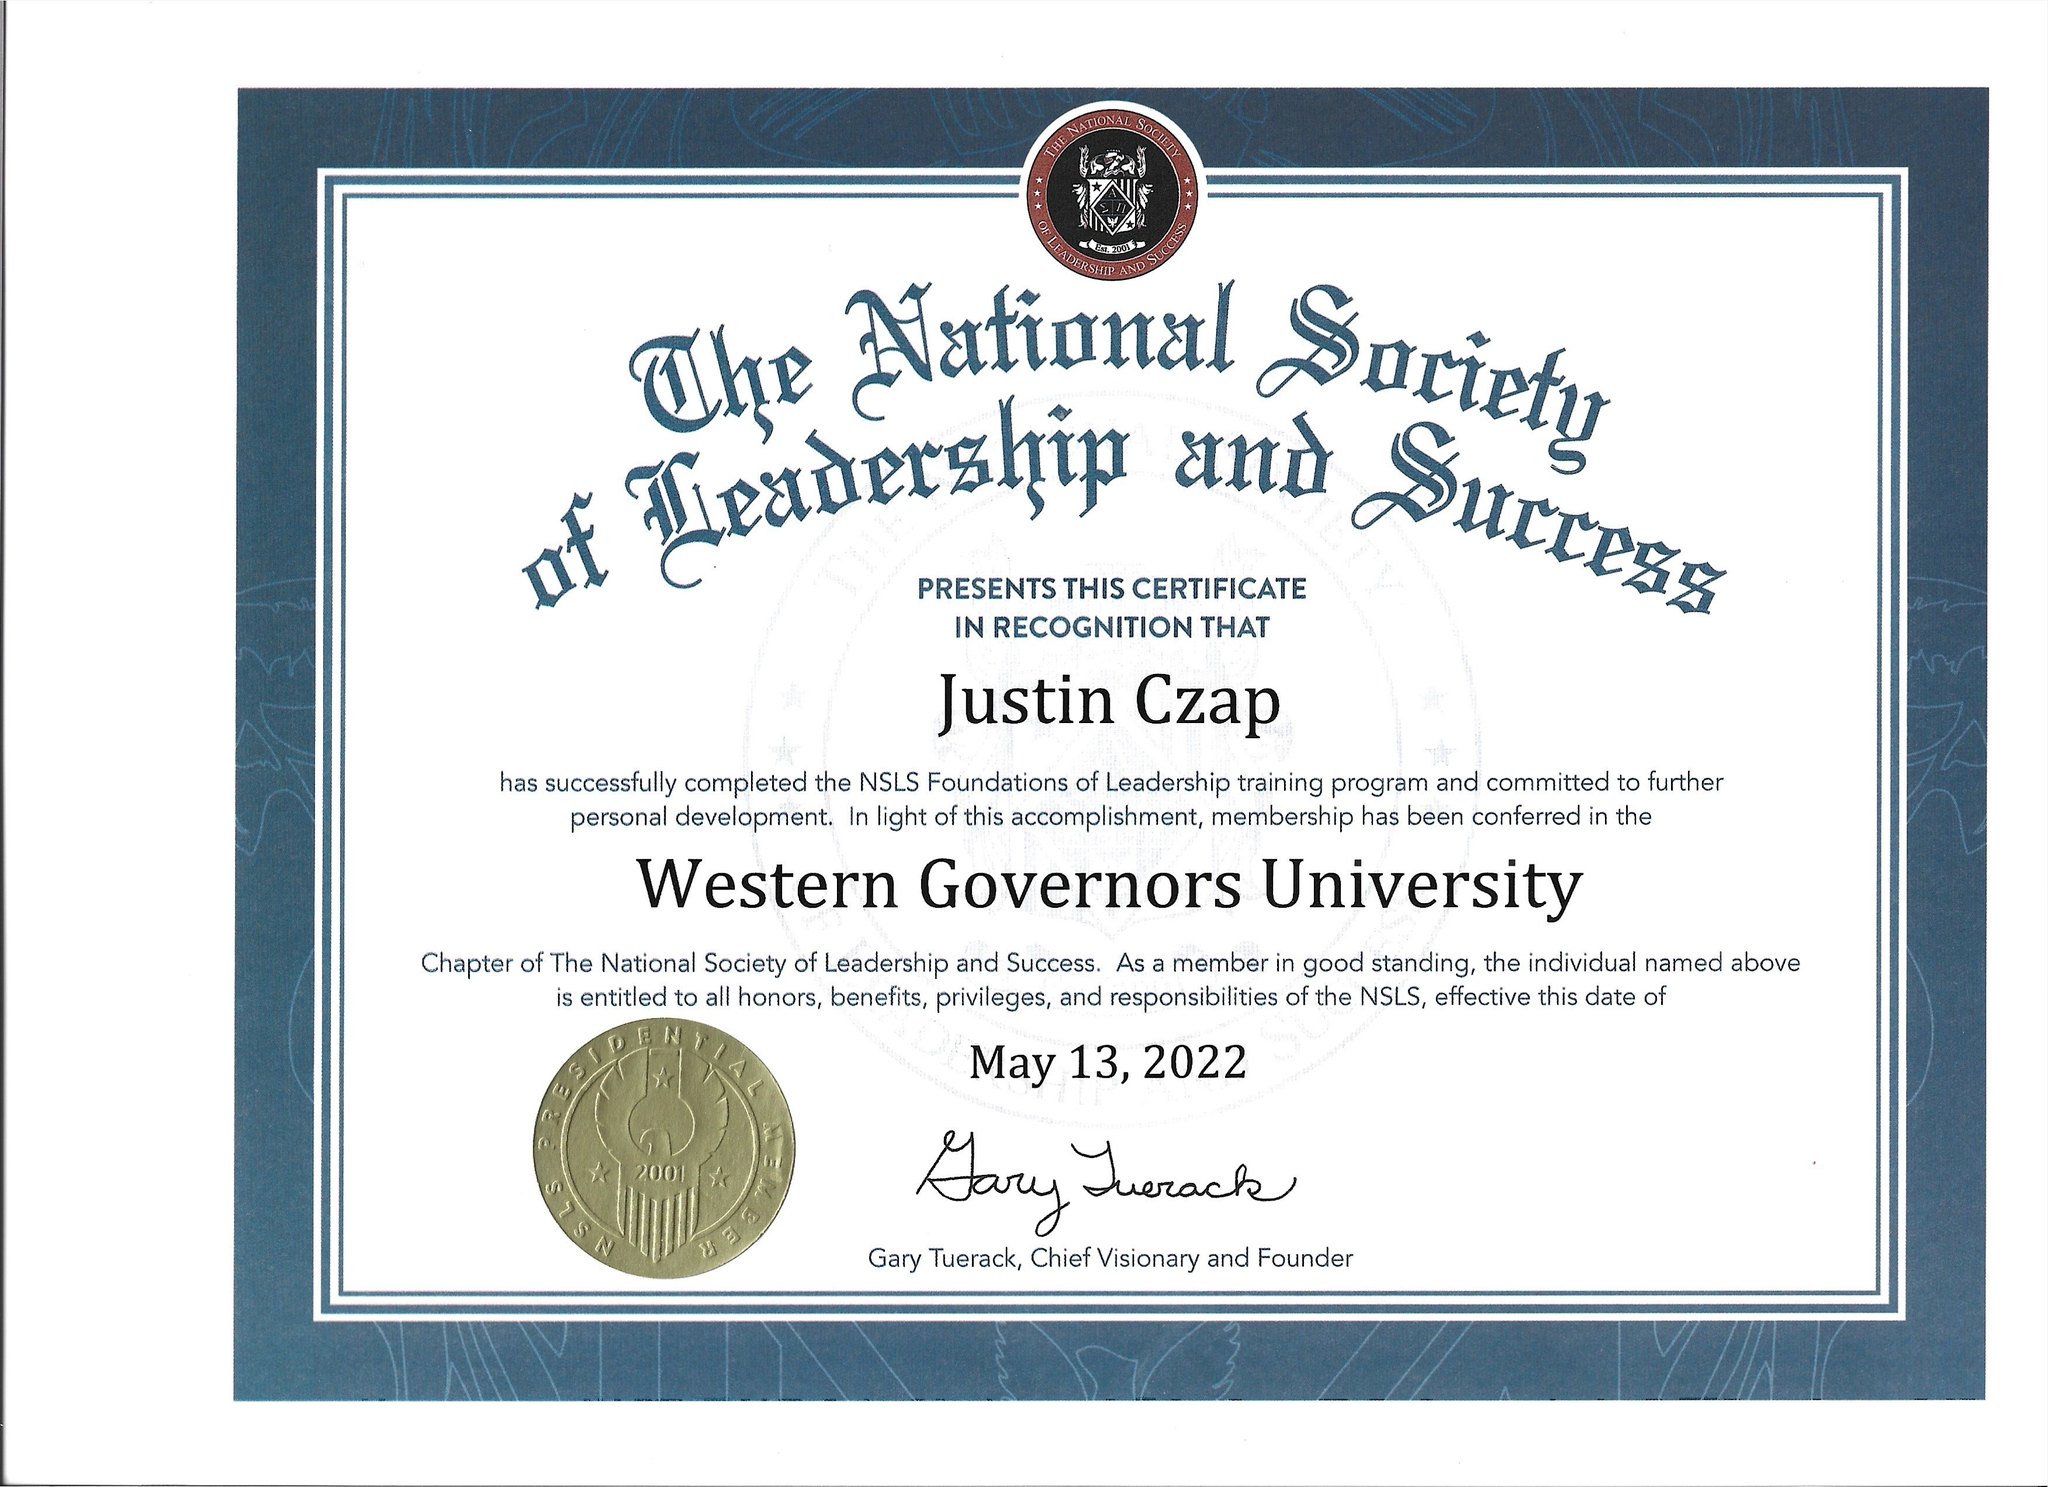 THE NATIONAL SOCIETY
OF LEADERSHIP AND SUCCESS
Est. 2001
The National Society
of Leadership and Success
PRESENTS THIS CERTIFICATE
IN RECOGNITION THAT
Justin Czap
has successfully completed the NSLS Foundations of Leadership training program and committed to further
personal development. In light of this accomplishment, membership has been conferred in the
Western Governors University
Chapter of The National Society of Leadership and Success. As a member in good standing, the individual named above
is entitled to all honors, benefits, privileges, and responsibilities of the NSLS, effective this date of
May 13, 2022
NSLS PRESIDENTIAL MEMBER
2001
Gary Tuerack
Gary Tuerack, Chief Visionary and Founder